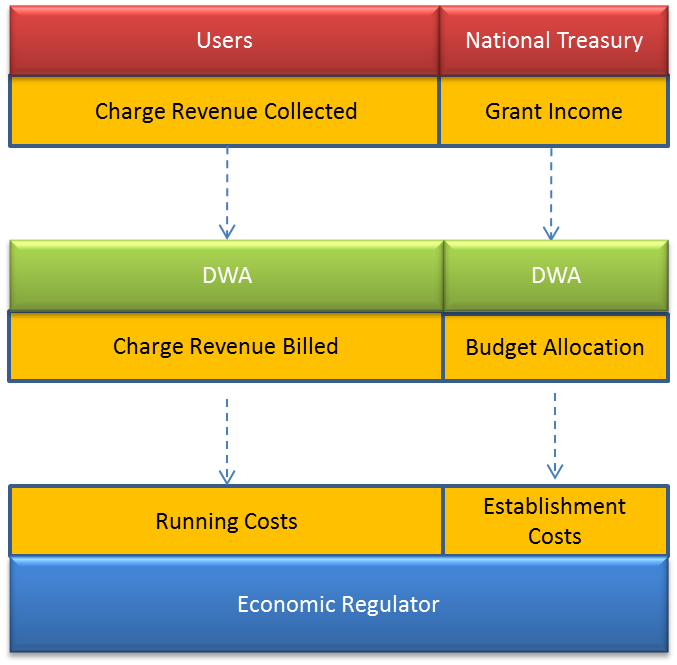 Users
National Treasury
Charge Revenue Collected
Grant Income
DWA
DWA
Charge Revenue Billed
Budget Allocation
Running Costs
Establishment
Costs
Economic Regulator